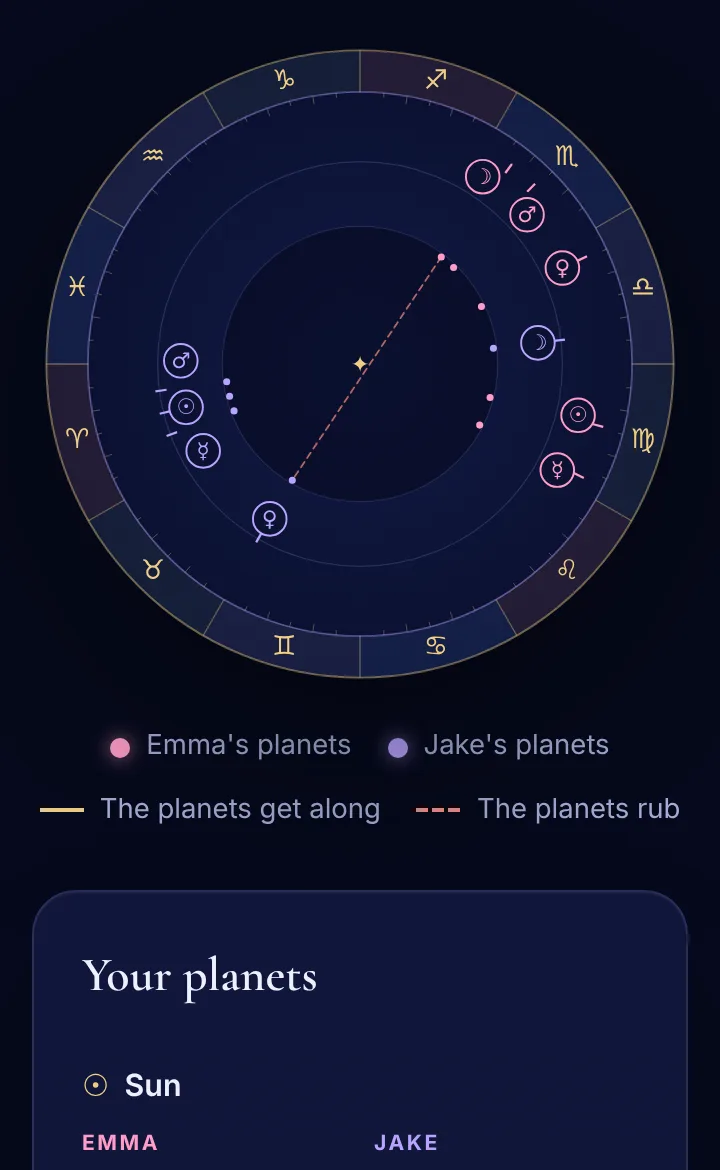 Emma's planets
Jake's planets
The planets get along
The planets rub
Your planets
☉ Sun
EMMA
JAKE